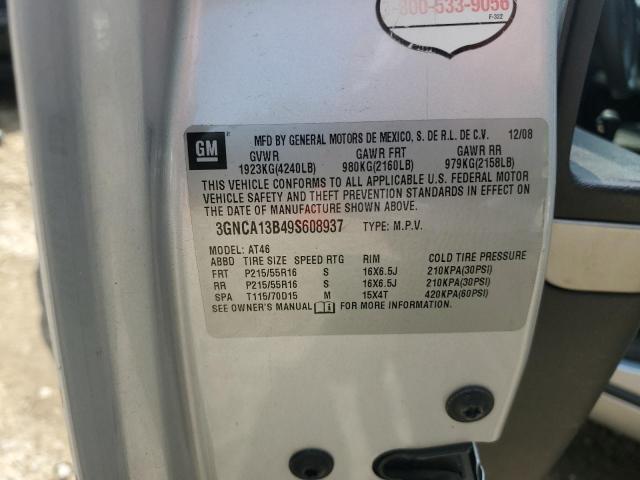 -800-533-9056
F-322
GM
MFD BY GENERAL MOTORS DE MEXICO, S. DE R.L. DE C.V. 12/08
GVWR GAWR FRT GAWR RR
1923KG(4240LB) 980KG(2160LB) 979KG(2158LB)
THIS VEHICLE CONFORMS TO ALL APPLICABLE U.S. FEDERAL MOTOR
VEHICLE SAFETY AND THEFT PREVENTION STANDARDS IN EFFECT ON
THE DATE OF MANUFACTURE SHOWN ABOVE.
3GNCA13B49S608937 TYPE: M.P.V.
MODEL: AT46
ABBD TIRE SIZE SPEED RTG RIM COLD TIRE PRESSURE
FRT P215/55R16 S 16X6.5J 210KPA(30PSI)
RR P215/55R16 S 16X6.5J 210KPA(30PSI)
SPA T115/70D15 M 15X4T 420KPA(60PSI)
SEE OWNER'S MANUAL FOR MORE INFORMATION.